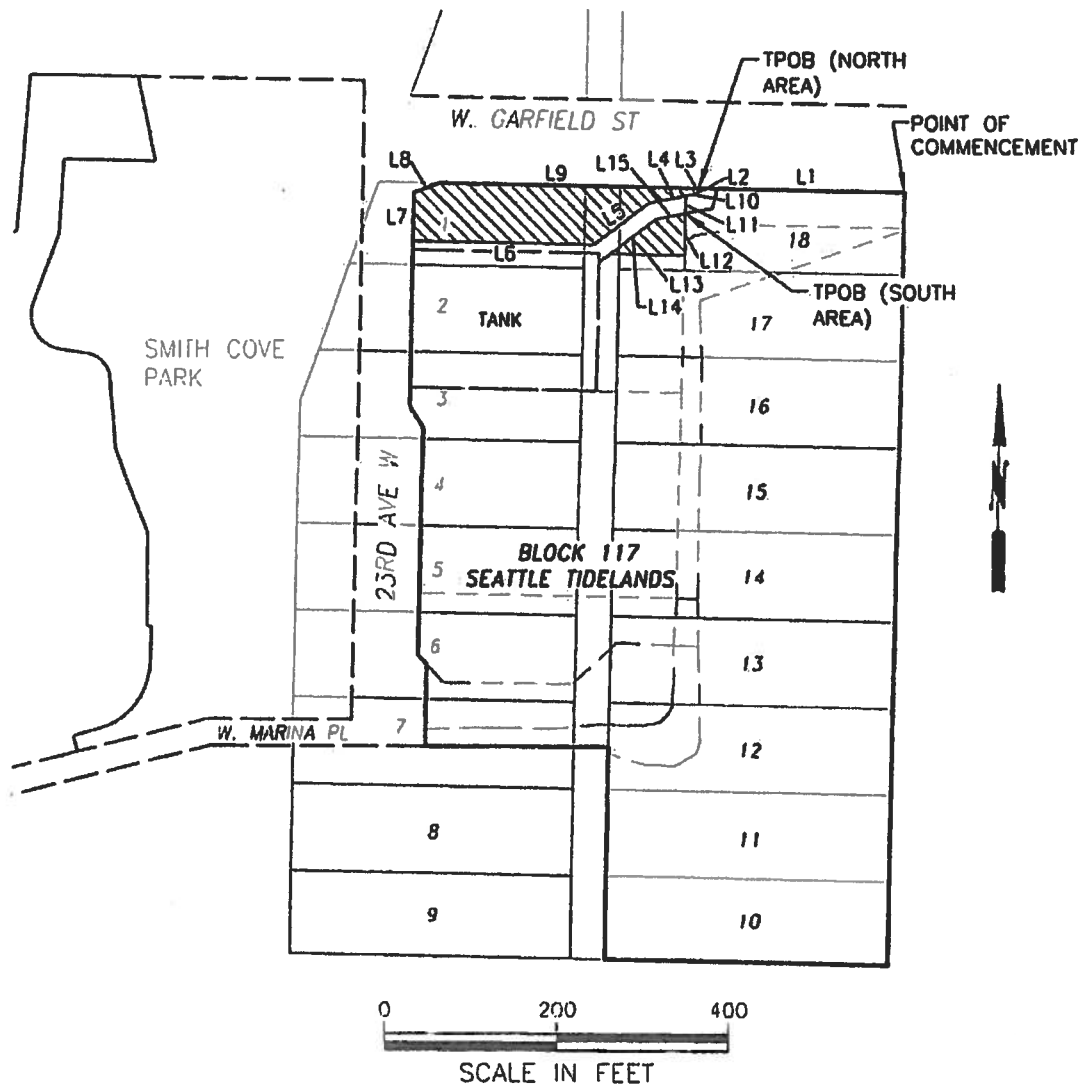 TPOB (NORTH
AREA)
W. GARFIELD ST
POINT OF
COMMENCEMENT
L8
L9
L15
L4
L3
L2
L1
L10
L7
1
L5
L11
18
L6
L12
L13
L14
TPOB (SOUTH
AREA)
2
TANK
17
SMITH COVE
PARK
3
16
N
23RD AVE W
4
15
BLOCK 117
SEATTLE TIDELANDS
5
14
6
13
W. MARINA PL
7
12
8
11
9
10
0
200
400
SCALE IN FEET